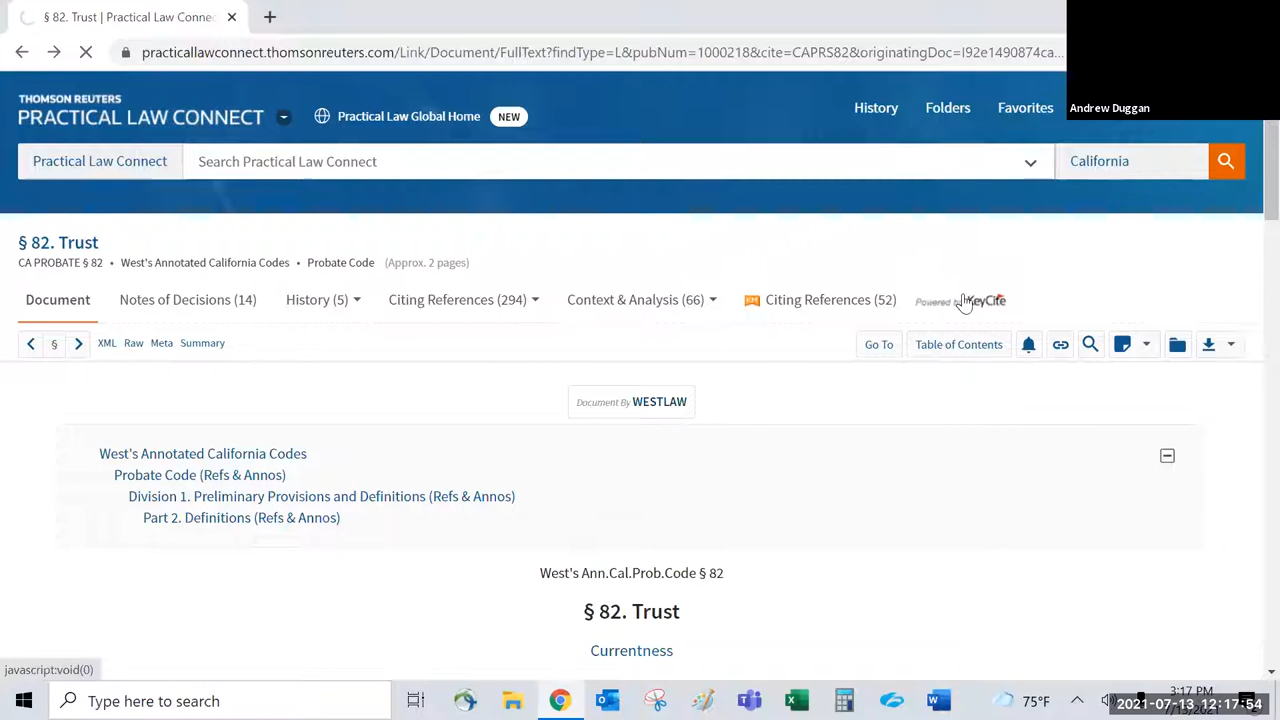 § 82. Trust | Practical Law Connec
practicallawconnect.thomsonreuters.com/Link/Document/FullText?findType=L&pubNum=1000218&cite=CAPRS82&originatingDoc=I92e1490874ca...
Andrew Duggan
THOMSON REUTERS
PRACTICAL LAW CONNECT
Practical Law Global Home NEW
History Folders Favorites
Practical Law Connect Search Practical Law Connect California
§ 82. Trust
CA PROBATE § 82 • West's Annotated California Codes • Probate Code (Approx. 2 pages)
Document Notes of Decisions (14) History (5) Citing References (294) Context & Analysis (66) Citing References (52) Powered by KeyCite
§ XML Raw Meta Summary Go To Table of Contents
Document By WESTLAW
West's Annotated California Codes
Probate Code (Refs & Annos)
Division 1. Preliminary Provisions and Definitions (Refs & Annos)
Part 2. Definitions (Refs & Annos)
West's Ann.Cal.Prob.Code § 82
§ 82. Trust
Currentness
javascript:void(0)
Type here to search
75°F
3:17 PM
2021-07-13 12:17:54